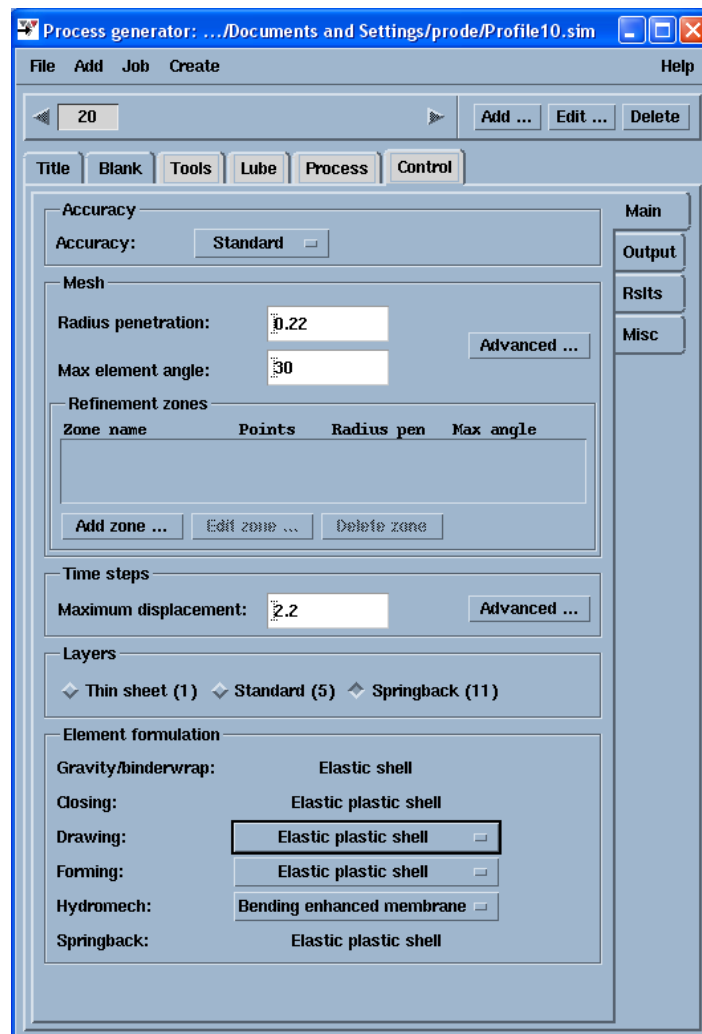 Process generator: .../Documents and Settings/prode/Profile10.sim
File Add Job Create Help
20 Add ... Edit ... Delete
Title Blank Tools Lube Process Control
Main
Output
Rslts
Misc
Accuracy
Accuracy: Standard
Mesh
Radius penetration: 0.22
Advanced ...
Max element angle: 30
Refinement zones
Zone name Points Radius pen Max angle
Add zone ... Edit zone ... Delete zone
Time steps
Maximum displacement: 2.2 Advanced ...
Layers
Thin sheet (1) Standard (5) Springback (11)
Element formulation
Gravity/binderwrap: Elastic shell
Closing: Elastic plastic shell
Drawing: Elastic plastic shell
Forming: Elastic plastic shell
Hydromech: Bending enhanced membrane
Springback: Elastic plastic shell